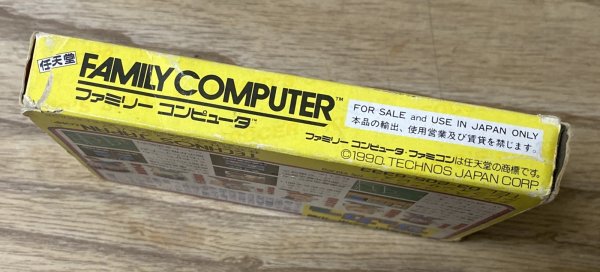 任天堂
FAMILY COMPUTER™
ファミリー コンピュータ™
FOR SALE and USE IN JAPAN ONLY
本品の輸出、使用営業及び賃貸を禁じます。
ファミリー コンピュータ・ファミコンは任天堂の商標です。
©1990 TECHNOS JAPAN CORP.